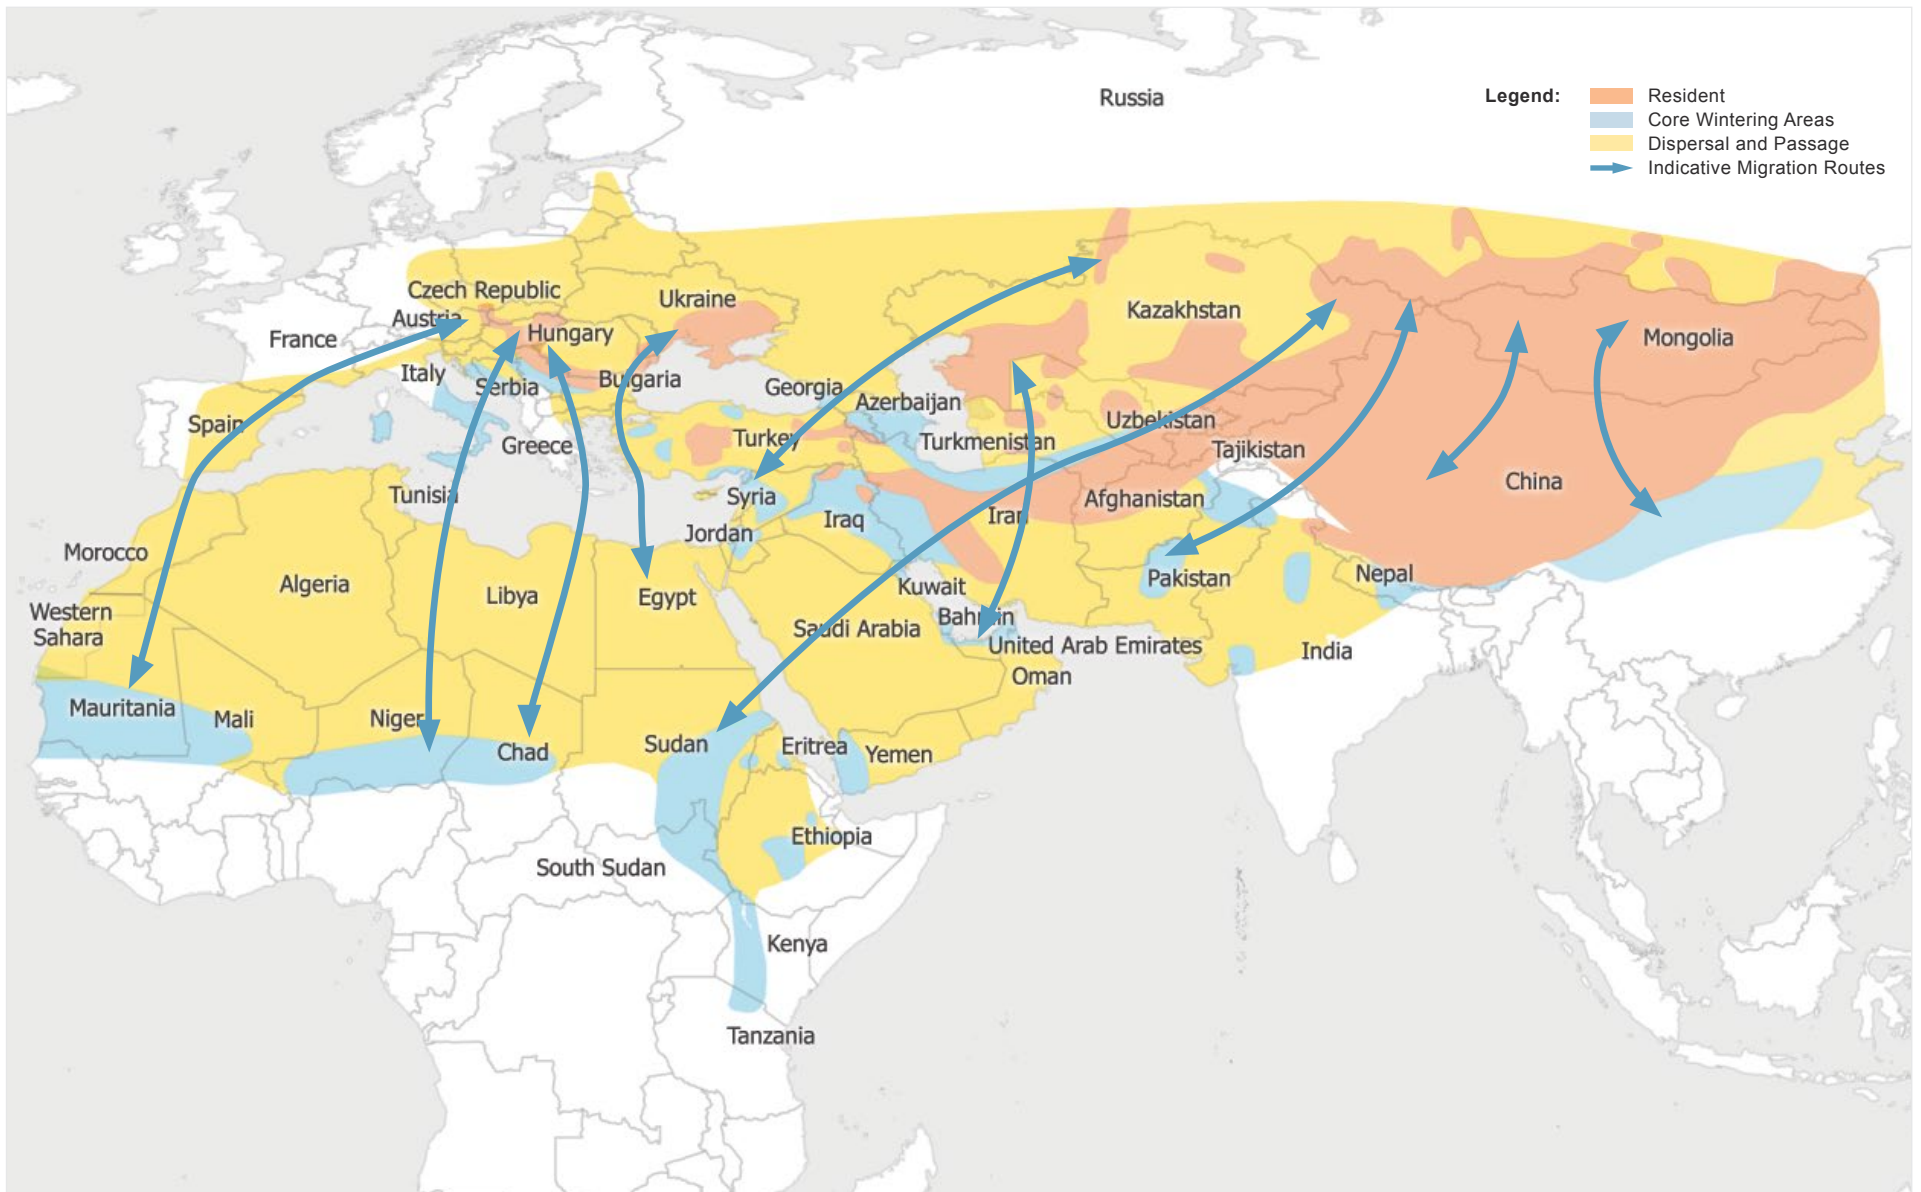 Russia
Legend:
Resident
Core Wintering Areas
Dispersal and Passage
Indicative Migration Routes
Czech Republic
Ukraine
Austria
Kazakhstan
France
Hungary
Mongolia
Italy
Serbia
Bulgaria
Georgia
Azerbaijan
Spain
Uzbekistan
Greece
Turkey
Turkmenistan
Tajikistan
China
Tunisia
Syria
Afghanistan
Iraq
Iran
Jordan
Morocco
Algeria
Libya
Egypt
Kuwait
Pakistan
Nepal
Western
Sahara
Bahrain
Saudi Arabia
United Arab Emirates
India
Oman
Mauritania
Mali
Niger
Chad
Sudan
Eritrea
Yemen
Ethiopia
South Sudan
Kenya
Tanzania